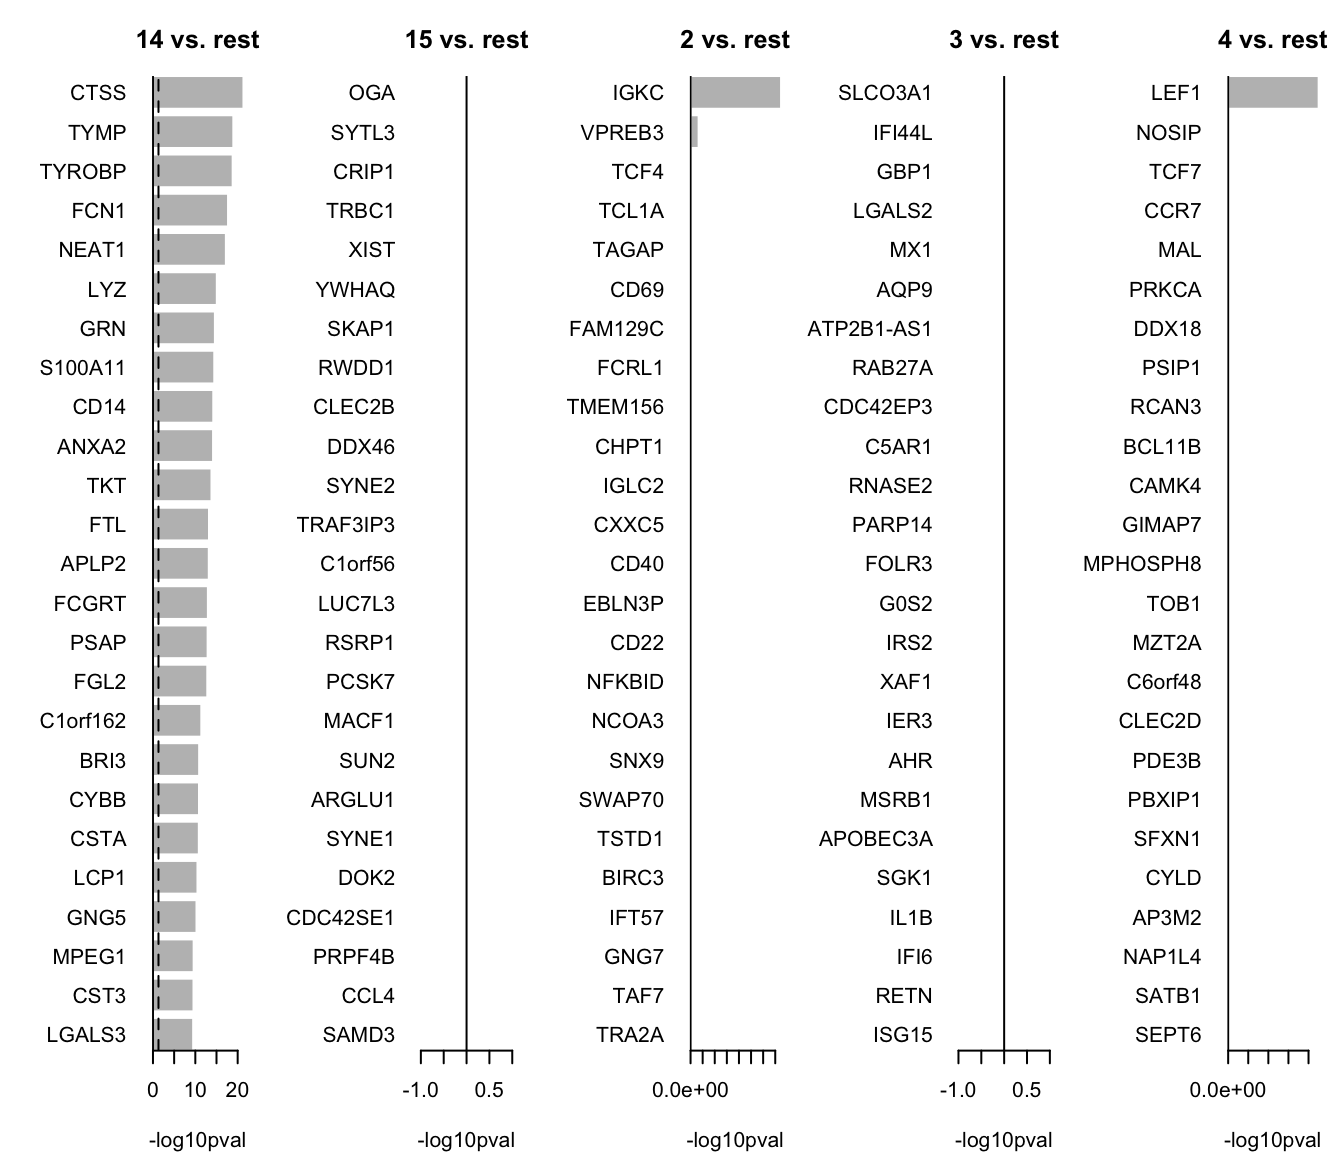 14 vs. rest
CTSS
TYMP
TYROBP
FCN1
NEAT1
LYZ
GRN
S100A11
CD14
ANXA2
TKT
FTL
APLP2
FCGRT
PSAP
FGL2
C1orf162
BRI3
CYBB
CSTA
LCP1
GNG5
MPEG1
CST3
LGALS3
0 10 20
-log10pval
15 vs. rest
OGA
SYTL3
CRIP1
TRBC1
XIST
YWHAQ
SKAP1
RWDD1
CLEC2B
DDX46
SYNE2
TRAF3IP3
C1orf56
LUC7L3
RSRP1
PCSK7
MACF1
SUN2
ARGLU1
SYNE1
DOK2
CDC42SE1
PRPF4B
CCL4
SAMD3
-1.0 0.5
-log10pval
2 vs. rest
IGKC
VPREB3
TCF4
TCL1A
TAGAP
CD69
FAM129C
FCRL1
TMEM156
CHPT1
IGLC2
CXXC5
CD40
EBLN3P
CD22
NFKBID
NCOA3
SNX9
SWAP70
TSTD1
BIRC3
IFT57
GNG7
TAF7
TRA2A
0.0e+00
-log10pval
3 vs. rest
SLCO3A1
IFI44L
GBP1
LGALS2
MX1
AQP9
ATP2B1-AS1
RAB27A
CDC42EP3
C5AR1
RNASE2
PARP14
FOLR3
G0S2
IRS2
XAF1
IER3
AHR
MSRB1
APOBEC3A
SGK1
IL1B
IFI6
RETN
ISG15
-1.0 0.5
-log10pval
4 vs. rest
LEF1
NOSIP
TCF7
CCR7
MAL
PRKCA
DDX18
PSIP1
RCAN3
BCL11B
CAMK4
GIMAP7
MPHOSPH8
TOB1
MZT2A
C6orf48
CLEC2D
PDE3B
PBXIP1
SFXN1
CYLD
AP3M2
NAP1L4
SATB1
SEPT6
0.0e+00
-log10pval